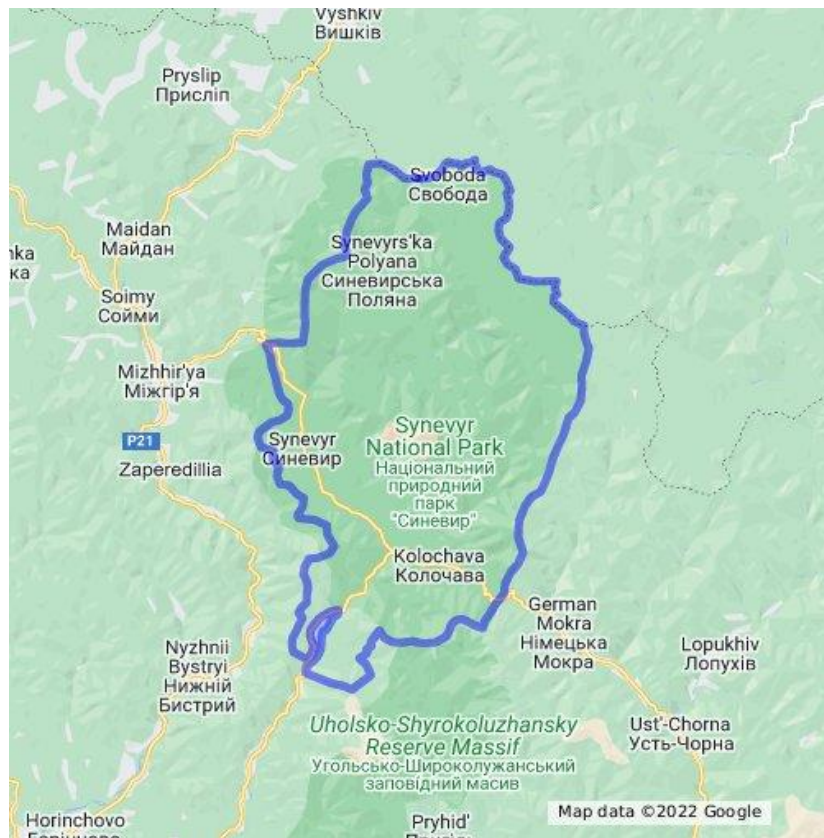 Vyshkiv
Вишків
Pryslip
Присліп
Svoboda
Свобода
Maidan
Майдан
ка
Synevyrs'ka
Polyana
Синевирська
Поляна
Soimy
Сойми
Mizhhir'ya
Міжгір'я
P21
Synevyr
Синевир
Zaperedillia
Synevyr
National Park
Національний
природний
парк
"Синевир"
Kolochava
Колочава
German
Mokra
Німецька
Мокра
Nyzhnii
Bystryi
Нижній
Бистрий
Lopukhiv
Лопухів
Uholsko-Shyrokoluzhansky
Reserve Massif
Угольсько-Широколужанський
заповідний масив
Ust'-Chorna
Усть-Чорна
Horinchovo
Pryhid'
Map data ©2022 Google